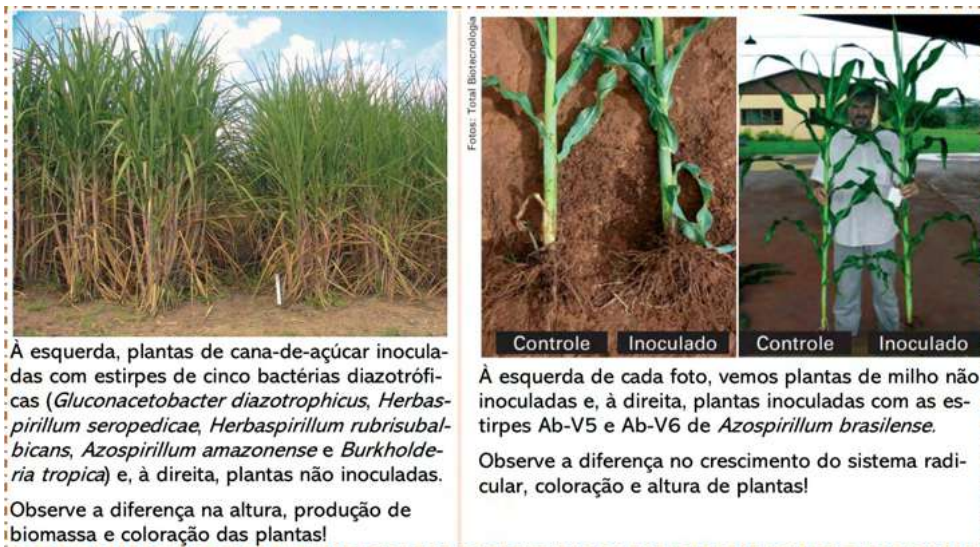 À esquerda, plantas de cana-de-açúcar inocula-
das com estirpes de cinco bactérias diazotrófi-
cas (Gluconacetobacter diazotrophicus, Herbas-
pirillum seropedicae, Herbaspirillum rubrisubal-
bicans, Azospirillum amazonense e Burkholde-
ria tropica) e, à direita, plantas não inoculadas.
Observe a diferença na altura, produção de
biomassa e coloração das plantas!
Fotos: Total Biotecnologia
Controle
Inoculado
Controle
Inoculado
À esquerda de cada foto, vemos plantas de milho não
inoculadas e, à direita, plantas inoculadas com as es-
tirpes Ab-V5 e Ab-V6 de Azospirillum brasilense.
Observe a diferença no crescimento do sistema radi-
cular, coloração e altura de plantas!